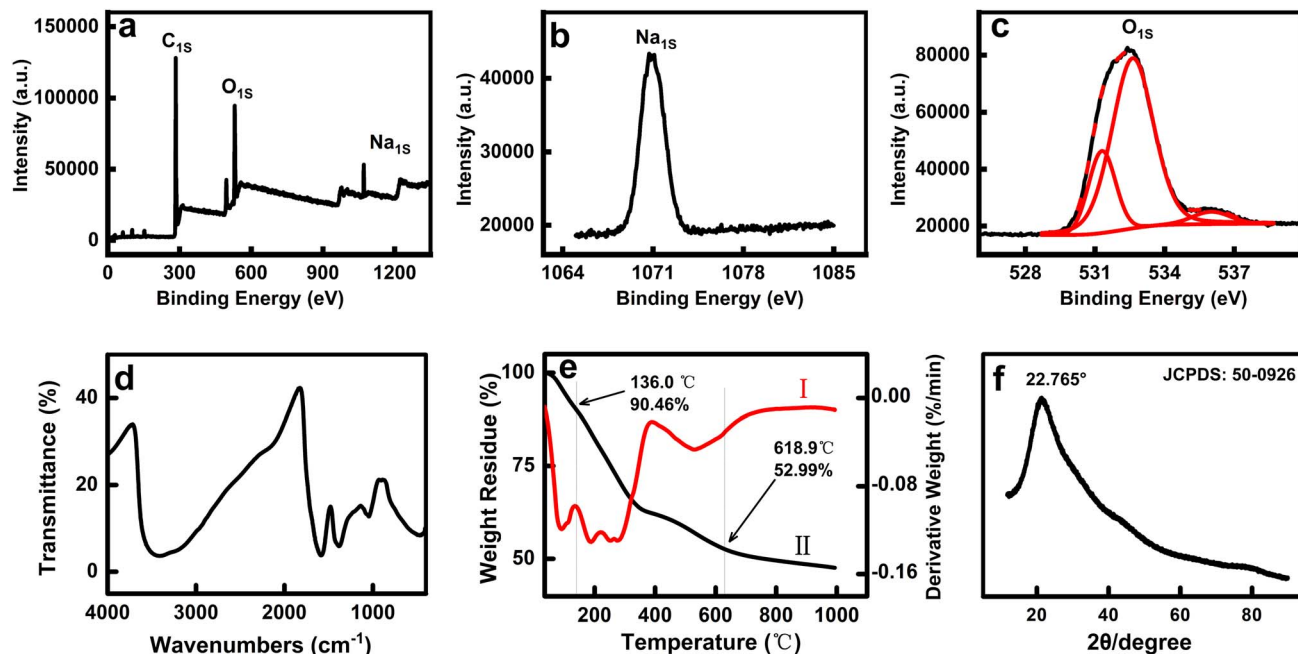 a
C1S
O1S
Na1S
150000
100000
50000
0
Intensity (a.u.)
0 300 600 900 1200
Binding Energy (eV)
b
Na1S
40000
30000
20000
Intensity (a.u.)
1064 1071 1078 1085
Binding Energy (eV)
c
O1S
80000
60000
40000
20000
Intensity (a.u.)
528 531 534 537
Binding Energy (eV)
d
40
20
0
Transmittance (%)
4000 3000 2000 1000
Wavenumbers (cm-1)
e
136.0 ℃
90.46%
I
618.9℃
52.99%
II
100
75
50
Weight Residue (%)
0.00
-0.08
-0.16
Derivative Weight (%/min)
200 400 600 800 1000
Temperature (℃)
f
22.765°
JCPDS: 50-0926
Intensity (a.u.)
20 40 60 80
2θ/degree